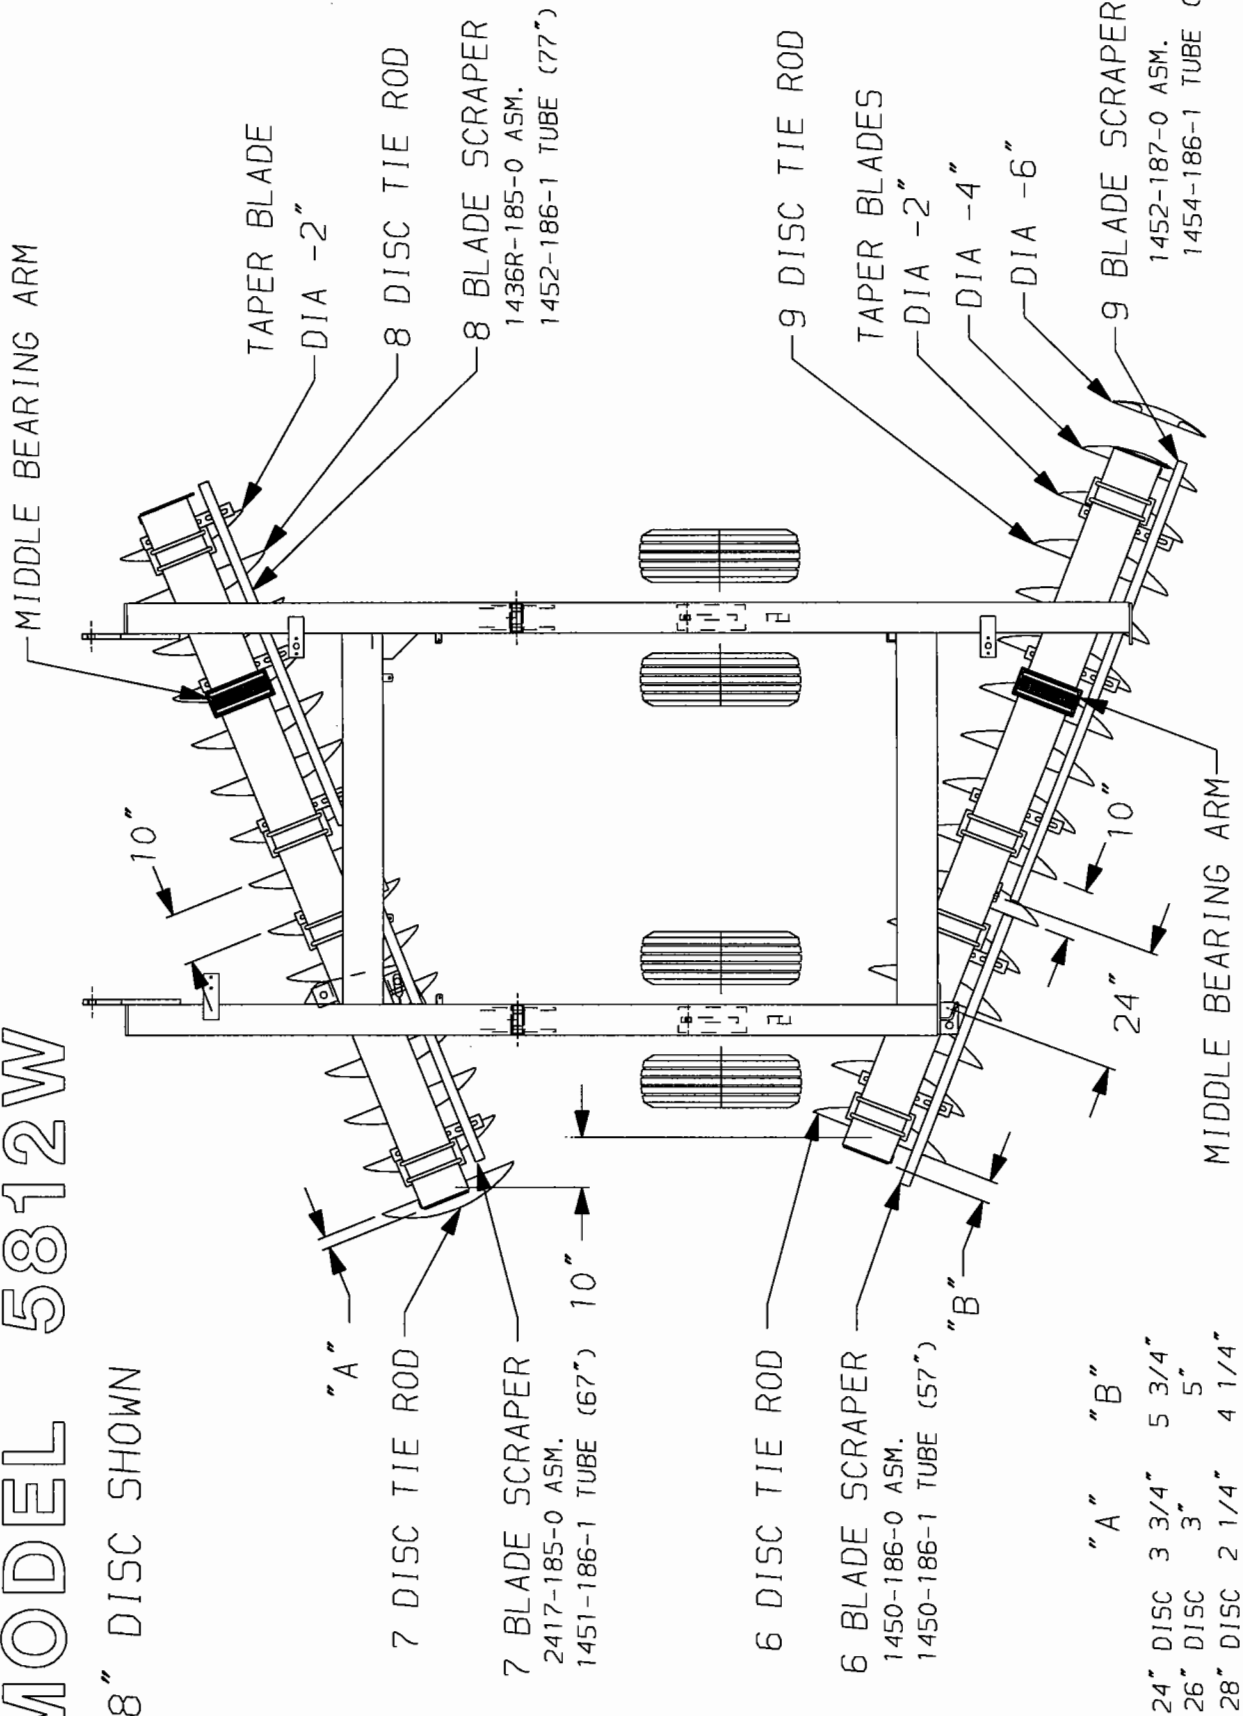 MODEL 5812W
8" DISC SHOWN
MIDDLE BEARING ARM
TAPER BLADE
DIA -2"
8 DISC TIE ROD
8 BLADE SCRAPER
1436R-185-0 ASM.
1452-186-1 TUBE (77")
10"
"A"
7 DISC TIE ROD
7 BLADE SCRAPER
2417-185-0 ASM.
1451-186-1 TUBE (67")
10"
9 DISC TIE ROD
TAPER BLADES
DIA -2"
DIA -4"
DIA -6"
9 BLADE SCRAPER
1452-187-0 ASM.
1454-186-1 TUBE
6 DISC TIE ROD
6 BLADE SCRAPER
1450-186-0 ASM.
1450-186-1 TUBE (57")
"B"
10"
24"
MIDDLE BEARING ARM
"A" "B"
24" DISC 3 3/4" 5 3/4"
26" DISC 3" 5"
28" DISC 2 1/4" 4 1/4"